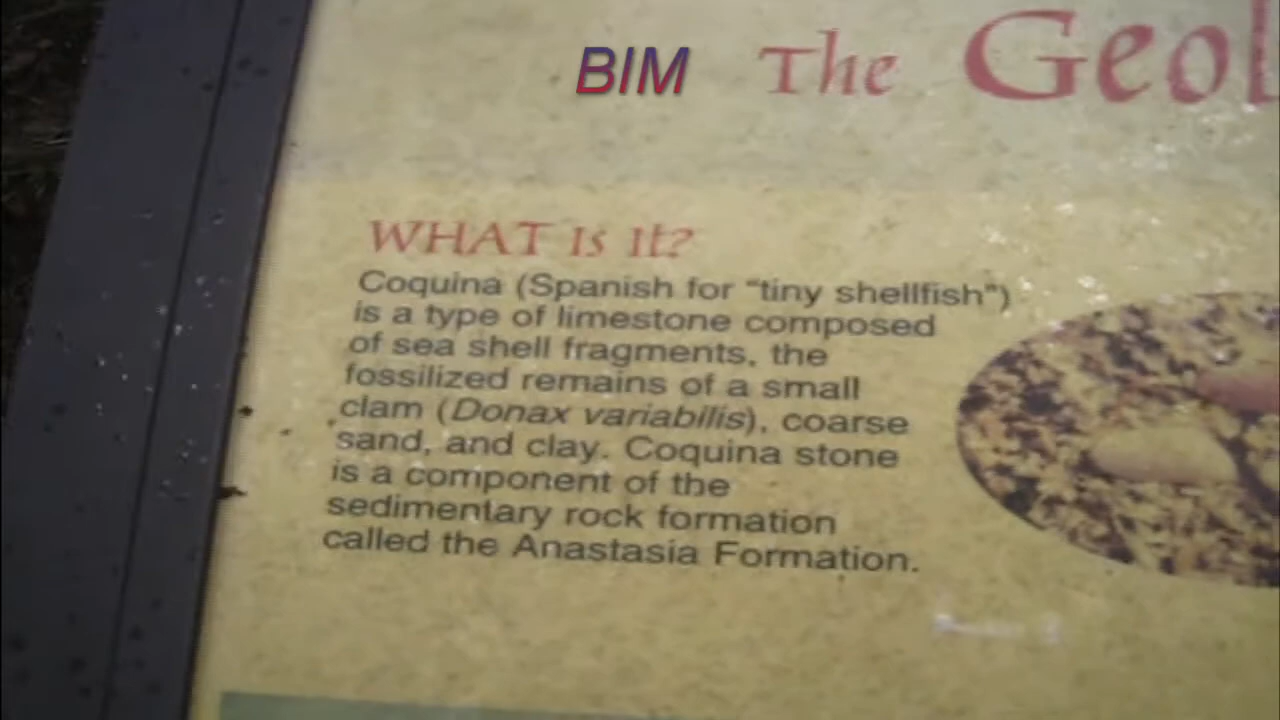 BIM
The Geol
WHAT Is It?
Coquina (Spanish for "tiny shellfish")
is a type of limestone composed
of sea shell fragments, the
fossilized remains of a small
clam (Donax variabilis), coarse
sand, and clay. Coquina stone
is a component of the
sedimentary rock formation
called the Anastasia Formation.